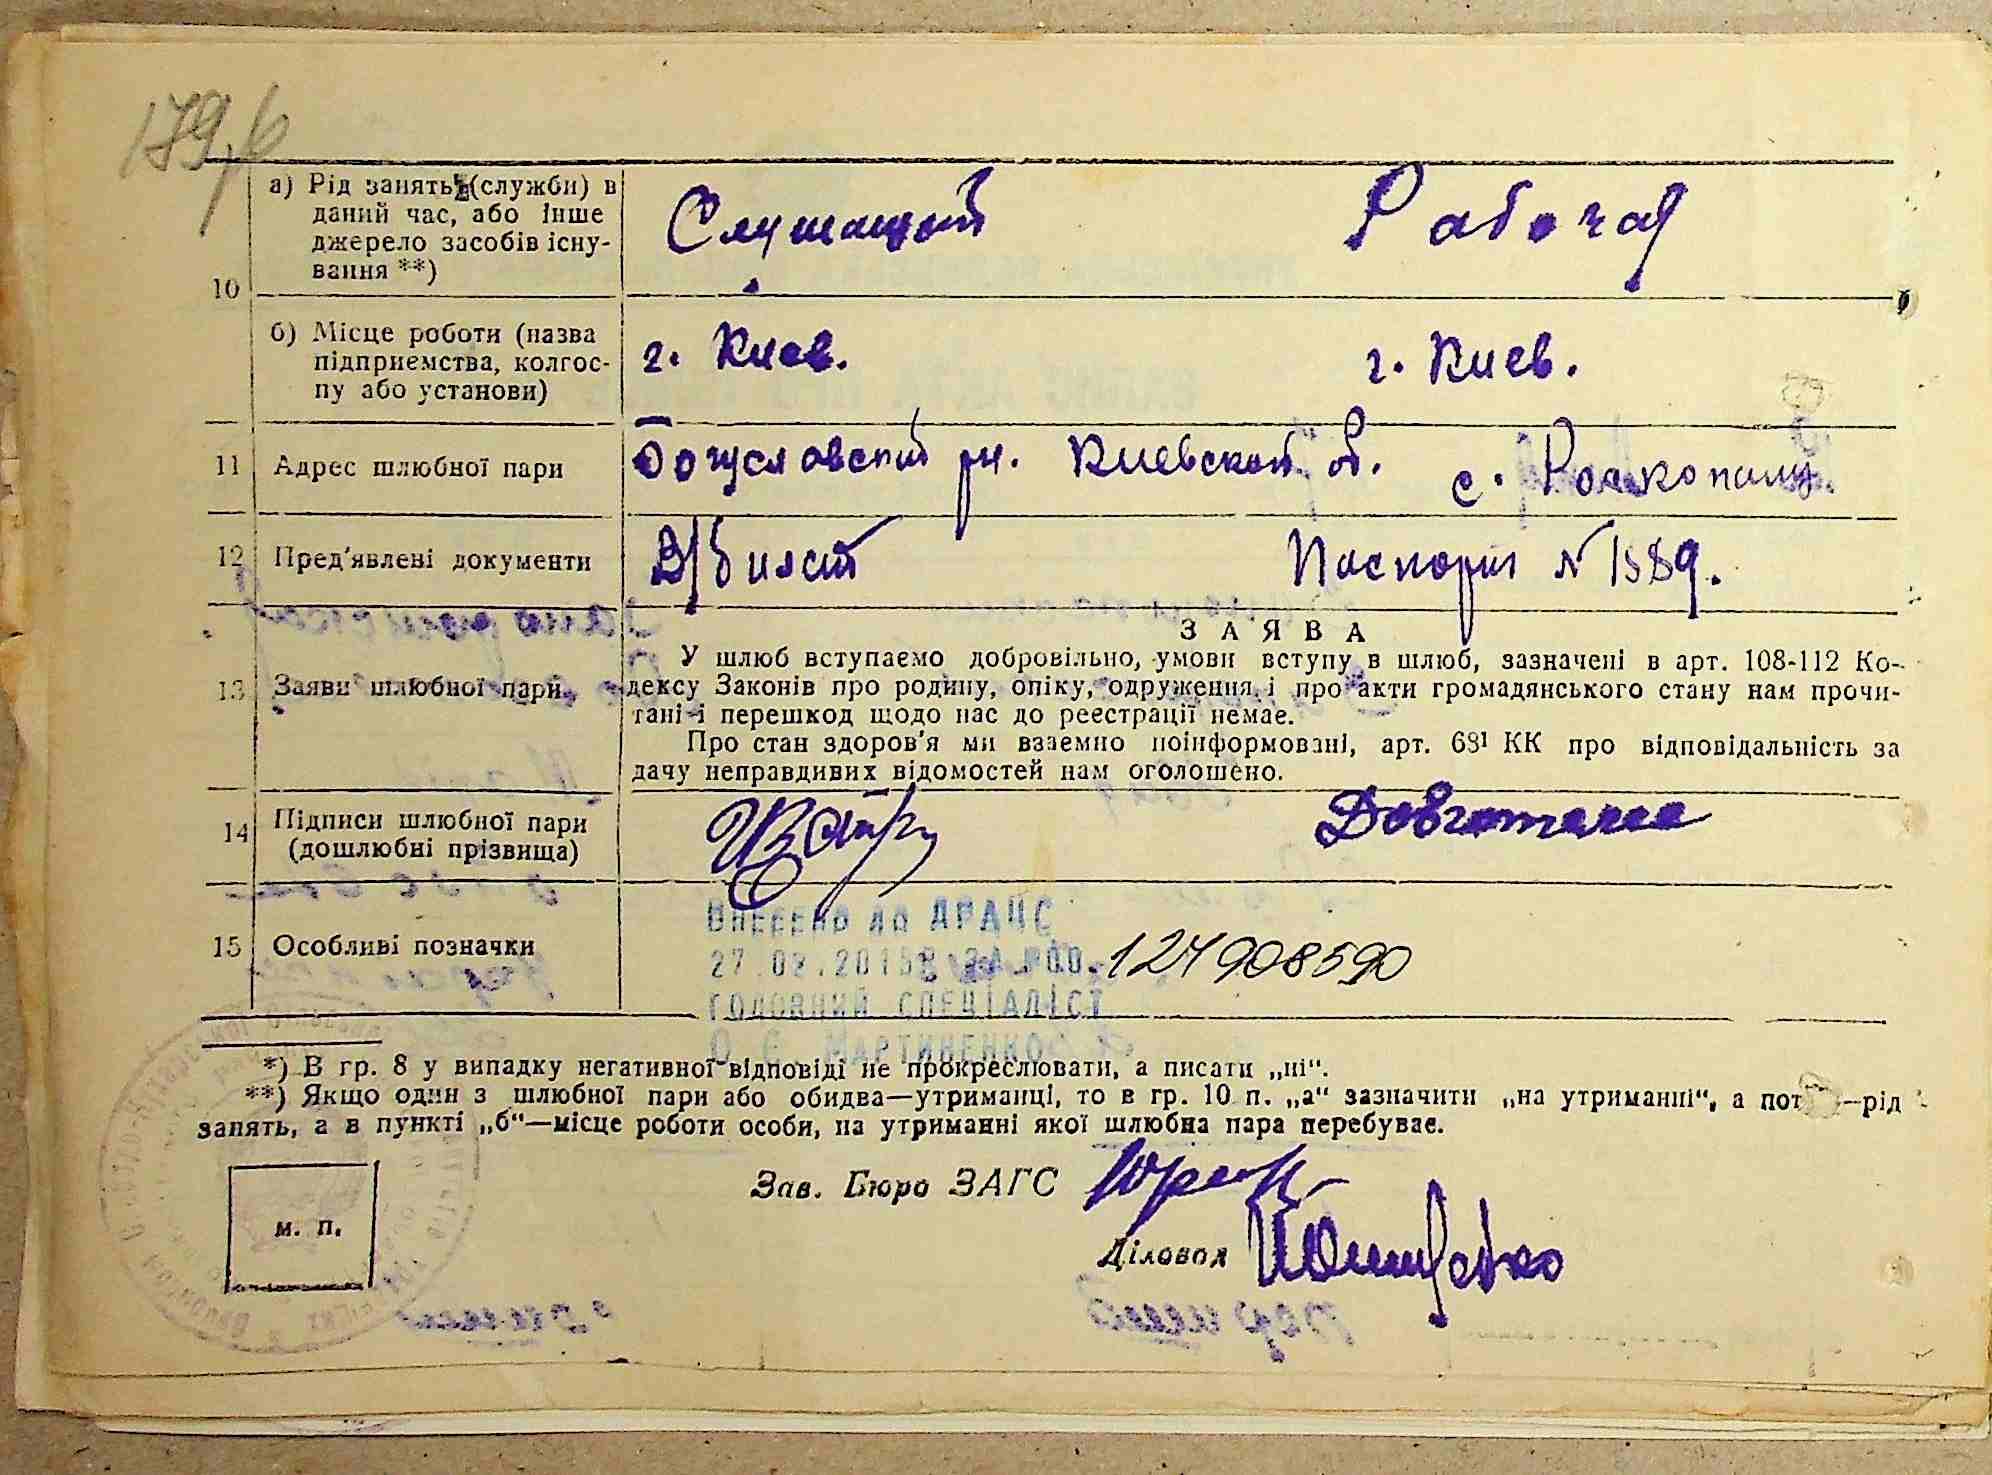 179,б
а) Рід занять (служби) в
даний час, або інше
джерело засобів існу-
вання **)
10
Служащий Рабочая
б) Місце роботи (назва
підприємства, колгос-
пу або установи)
г. Киев. г. Киев.
11 Адрес шлюбної пари Богуславский рн. Киевской об. с.
12 Пред'явлені документи В/билет Паспорт № 1889.
ЗАЯВА
13 Заяви шлюбної пари
У шлюб вступаємо добровільно, умови вступу в шлюб, зазначені в арт. 108-112 Ко-
дексу Законів про родину, опіку, одруження і про акти громадянського стану нам прочи-
тані і перешкод щодо нас до реєстрації немає.
Про стан здоров'я ми взаємно поінформовані, арт. 68¹ КК про відповідальність за
дачу неправдивих відомостей нам оголошено.
14 Підписи шлюбної пари
(дошлюбні прізвища)
15 Особливі позначки
Внесено до ДРАЦС
27.02.2015 124908590
головний спеціаліст
О.Є. Мартиненко
*) В гр. 8 у випадку негативної відповіді не прокреслювати, а писати „ні“.
**) Якщо один з шлюбної пари або обидва—утриманці, то в гр. 10 п. „а“ зазначити „на утриманні“, а пот —рід
занять, а в пункті „б“—місце роботи особи, на утриманні якої шлюбна пара перебуває.
Зав. Бюро ЗАГС
м. п.
Діловод